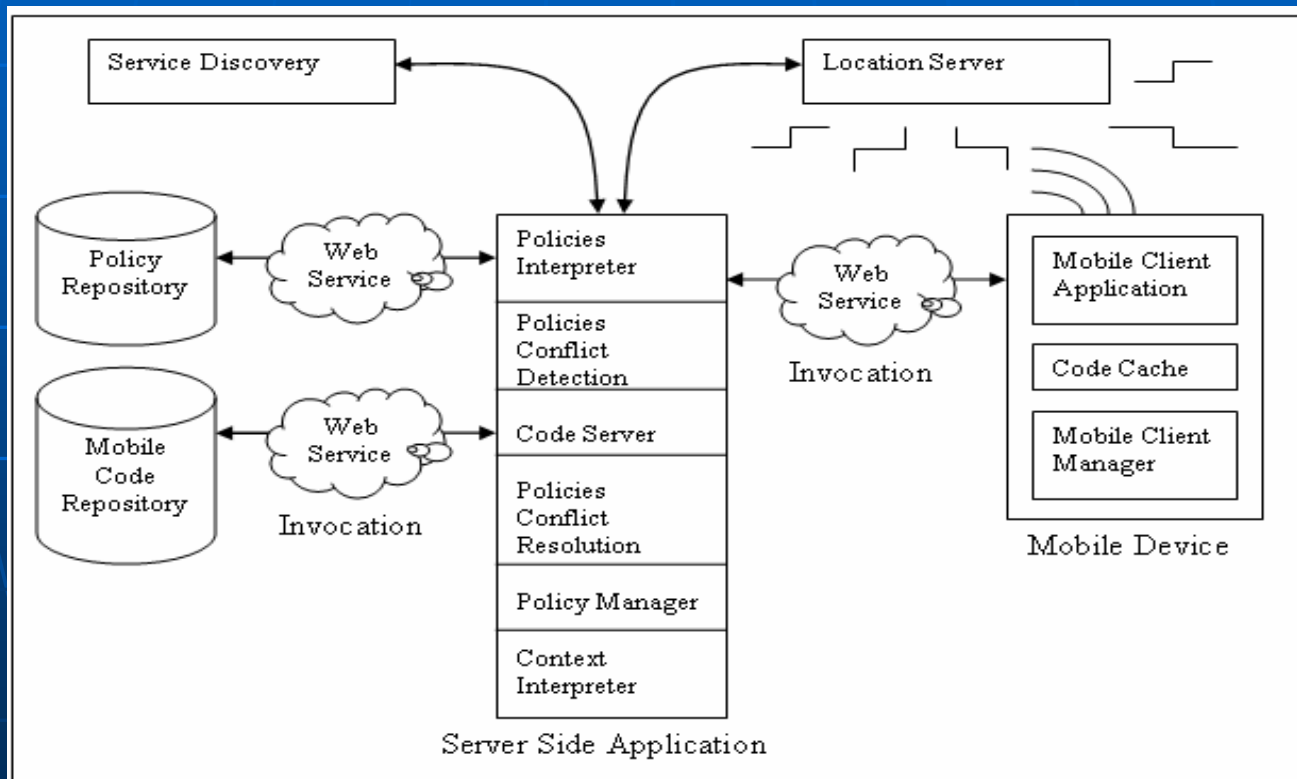 Service Discovery
Location Server
Policy
Repository
Web
Service
Policies
Interpreter
Web
Service
Invocation
Mobile Client
Application
Code Cache
Mobile Client
Manager
Mobile Device
Policies
Conflict
Detection
Mobile
Code
Repository
Web
Service
Invocation
Code Server
Policies
Conflict
Resolution
Policy Manager
Context
Interpreter
Server Side Application